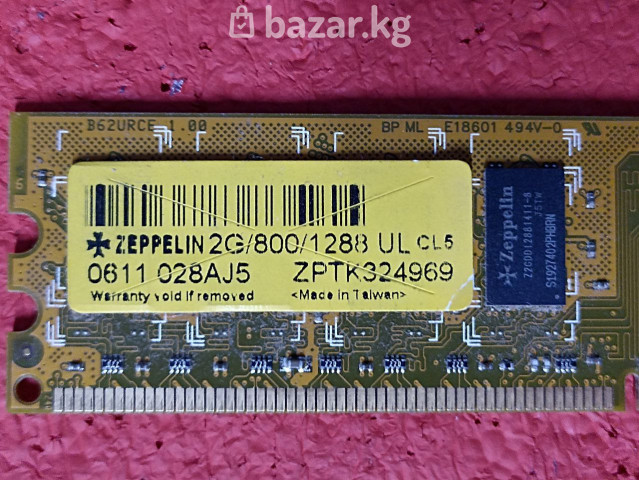 bazar.kg
B62URCE 1.00
BP ML E18601 494V-0
ZEPPELIN 2G/800/1288 UL CL5
0611 028AJ5 ZPTK324969
Warranty void if removed <Made in Taiwan>
Zeppelin
J5TW